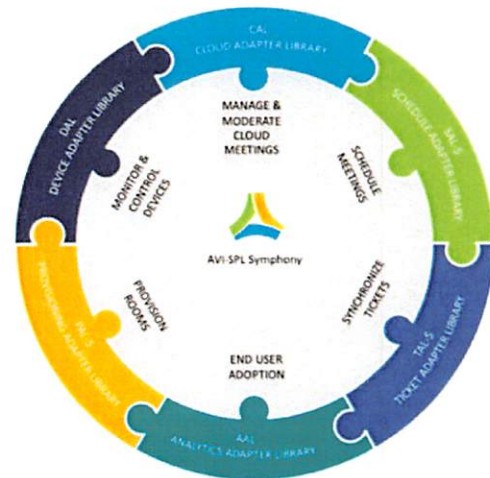 CAL
CLOUD ADAPTER LIBRARY
SAL-S
SCHEDULE ADAPTER LIBRARY
DAL
DEVICE ADAPTER LIBRARY
MANAGE &
MODERATE
CLOUD
MEETINGS
SCHEDULE
MEETINGS
MONITOR &
CONTROL
DEVICES
AVI-SPL Symphony
PROVISION
ROOMS
SYNCHRONIZE
TICKETS
END USER
ADOPTION
PAL-S
PROVISIONING ADAPTER LIBRARY
TAL-S
TICKET ADAPTER LIBRARY
AAL
ANALYTICS ADAPTER LIBRARY